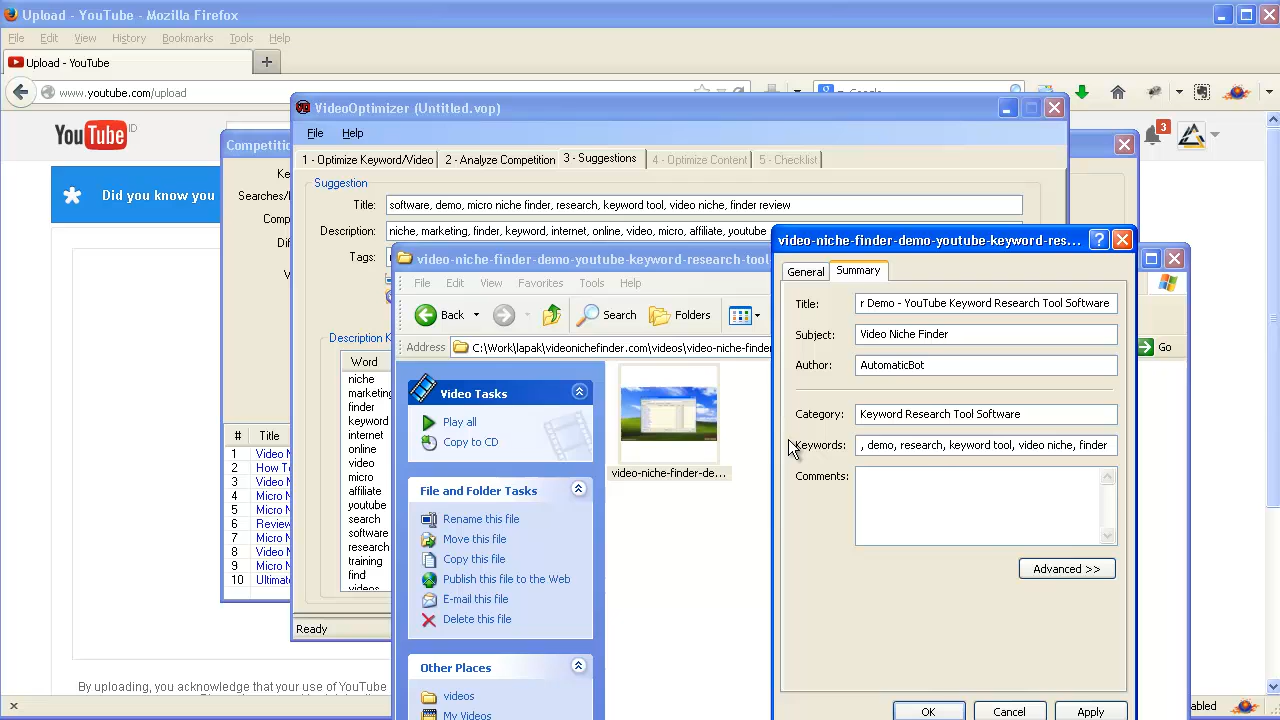 Upload - YouTube - Mozilla Firefox
File Edit View History Bookmarks Tools Help
Upload - YouTube
www.youtube.com/upload
Google
YouTube ID
3
Did you know you
By uploading, you acknowledge that your use of YouTube
Competition
#
Title
1 Video N
2 How T
3 Video N
4 Micro N
5 Micro N
6 Review
7 Micro N
8 Video N
9 Micro N
10 Ultimate
VideoOptimizer (Untitled.vop)
File Help
1 - Optimize Keyword/Video
2 - Analyze Competition
3 - Suggestions
4 - Optimize Content
5 - Checklist
Suggestion
Title: software, demo, micro niche finder, research, keyword tool, video niche, finder review
Description: niche, marketing, finder, keyword, internet, online, video, micro, affiliate, youtube
Tags:
Description K
Word
niche
marketing
finder
keyword
internet
online
video
micro
affiliate
youtube
search
software
research
training
find
videos
Ready
video-niche-finder-demo-youtube-keyword-research-tool
File Edit View Favorites Tools Help
Back Search Folders
Address C:\Work\lapak\videonichefinder.com\videos\video-niche-finder
Go
Video Tasks
Play all
Copy to CD
File and Folder Tasks
Rename this file
Move this file
Copy this file
Publish this file to the Web
E-mail this file
Delete this file
Other Places
videos
My Videos
video-niche-finder-de...
video-niche-finder-demo-youtube-keyword-res...
General Summary
Title: r Demo - YouTube Keyword Research Tool Software
Subject: Video Niche Finder
Author: AutomaticBot
Category: Keyword Research Tool Software
Keywords: , demo, research, keyword tool, video niche, finder
Comments:
Advanced >>
OK Cancel Apply
abled